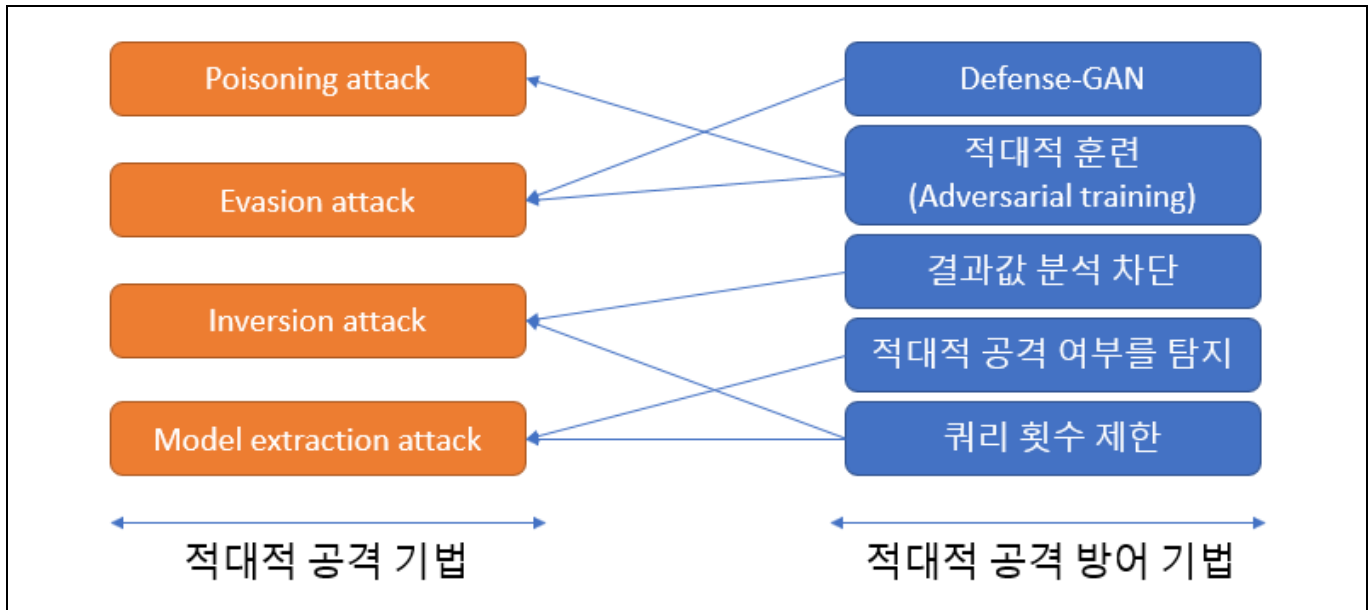 Poisoning attack
Evasion attack
Inversion attack
Model extraction attack
적대적 공격 기법
Defense-GAN
적대적 훈련
(Adversarial training)
결과값 분석 차단
적대적 공격 여부를 탐지
쿼리 횟수 제한
적대적 공격 방어 기법